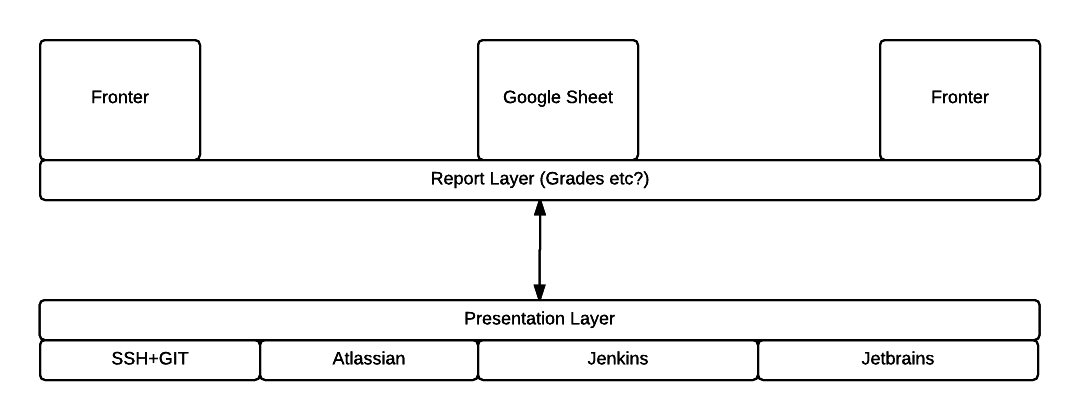 Fronter
Google Sheet
Fronter
Report Layer (Grades etc?)
Presentation Layer
SSH+GIT
Atlassian
Jenkins
Jetbrains